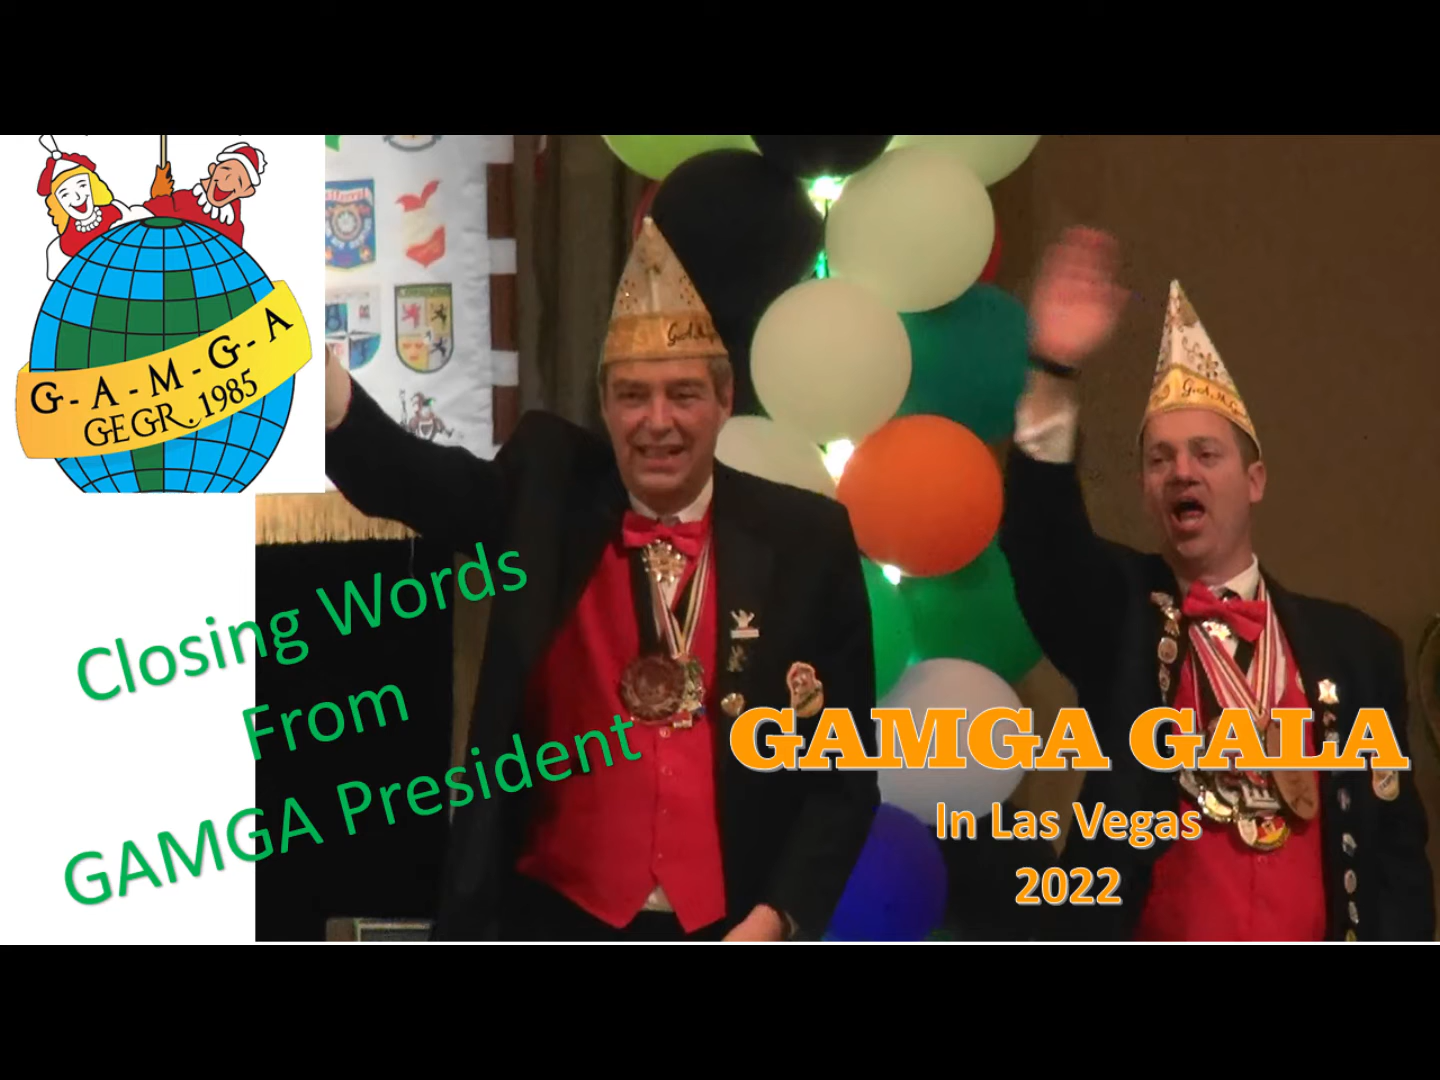 G-A-M-G-A
GEGR. 1985
Closing Words
From
GAMGA President
GAMGA GALA
In Las Vegas
2022